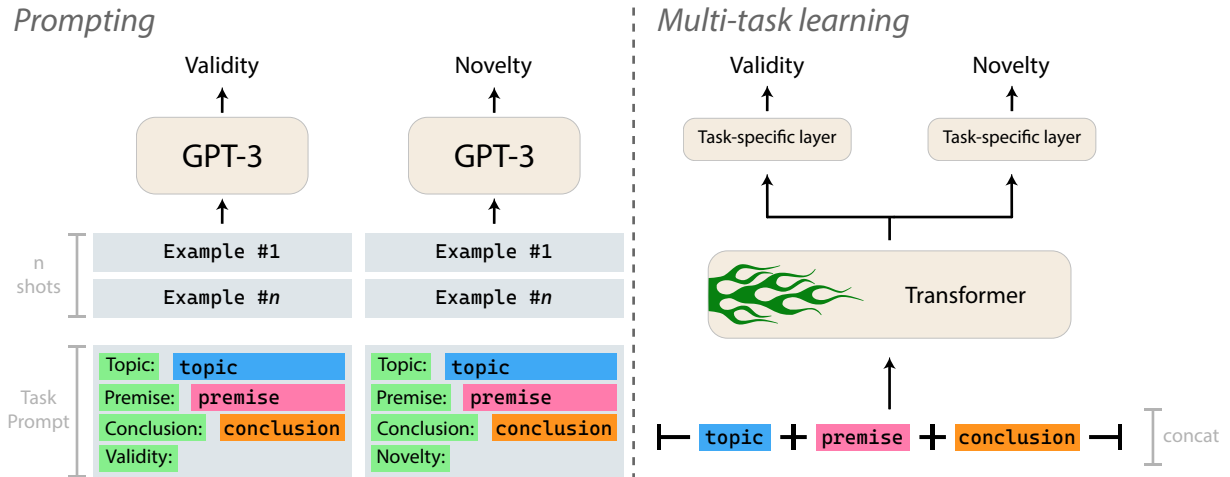 Prompting
Validity
Novelty
GPT-3
GPT-3
n
shots
Example #1
Example #1
Example #n
Example #n
Task
Prompt
Topic: topic
Premise: premise
Conclusion: conclusion
Validity:
Topic: topic
Premise: premise
Conclusion: conclusion
Novelty:
Multi-task learning
Validity
Novelty
Task-specific layer
Task-specific layer
Transformer
topic + premise + conclusion
concat